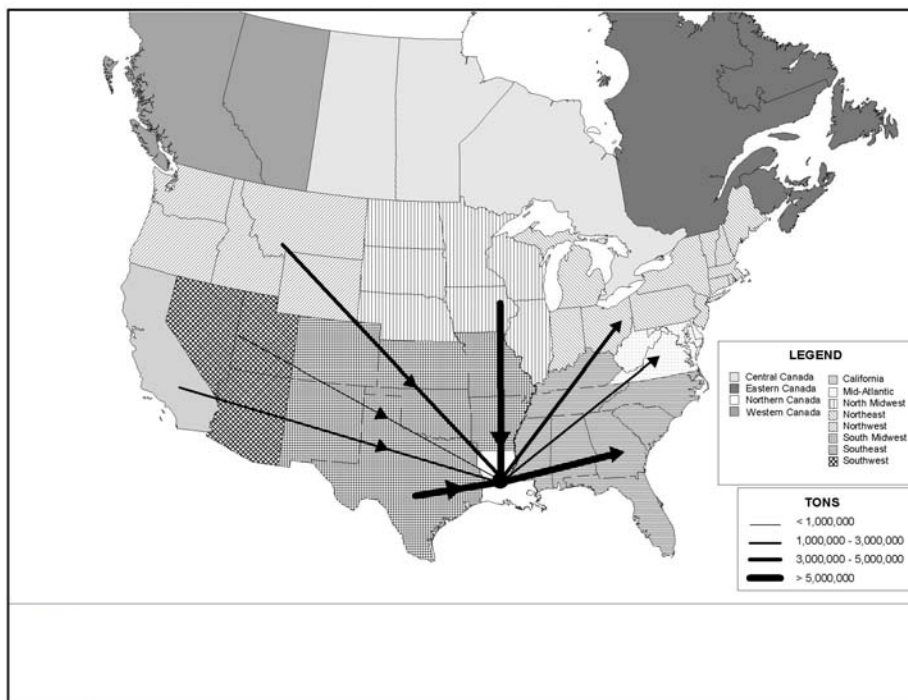 LEGEND
Central Canada
Eastern Canada
Northern Canada
Western Canada
California
Mid-Atlantic
North Midwest
Northeast
Northwest
South Midwest
Southeast
Southwest
TONS
< 1,000,000
1,000,000 - 3,000,000
3,000,000 - 5,000,000
> 5,000,000